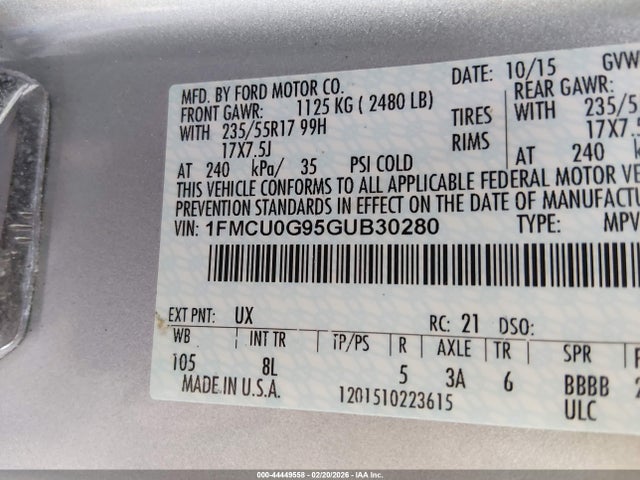 MFD. BY FORD MOTOR CO.
DATE: 10/15
GVW
FRONT GAWR: 1125 KG ( 2480 LB)
REAR GAWR:
WITH 235/55R17 99H
TIRES
WITH 235/5
17X7.5J
RIMS
17X7.5
AT 240 kPa/ 35 PSI COLD
AT 240
THIS VEHICLE CONFORMS TO ALL APPLICABLE FEDERAL MOTOR VE
PREVENTION STANDARDS IN EFFECT ON THE DATE OF MANUFACTU
VIN: 1FMCU0G95GUB30280
TYPE: MPV
EXT PNT: UX
RC: 21 DSO:
WB INT TR TP/PS R AXLE TR SPR
105 8L 5 3A 6 BBBB
MADE IN U.S.A. 1201510223615 ULC
000-44449558 - 02/20/2026 - IAA Inc.